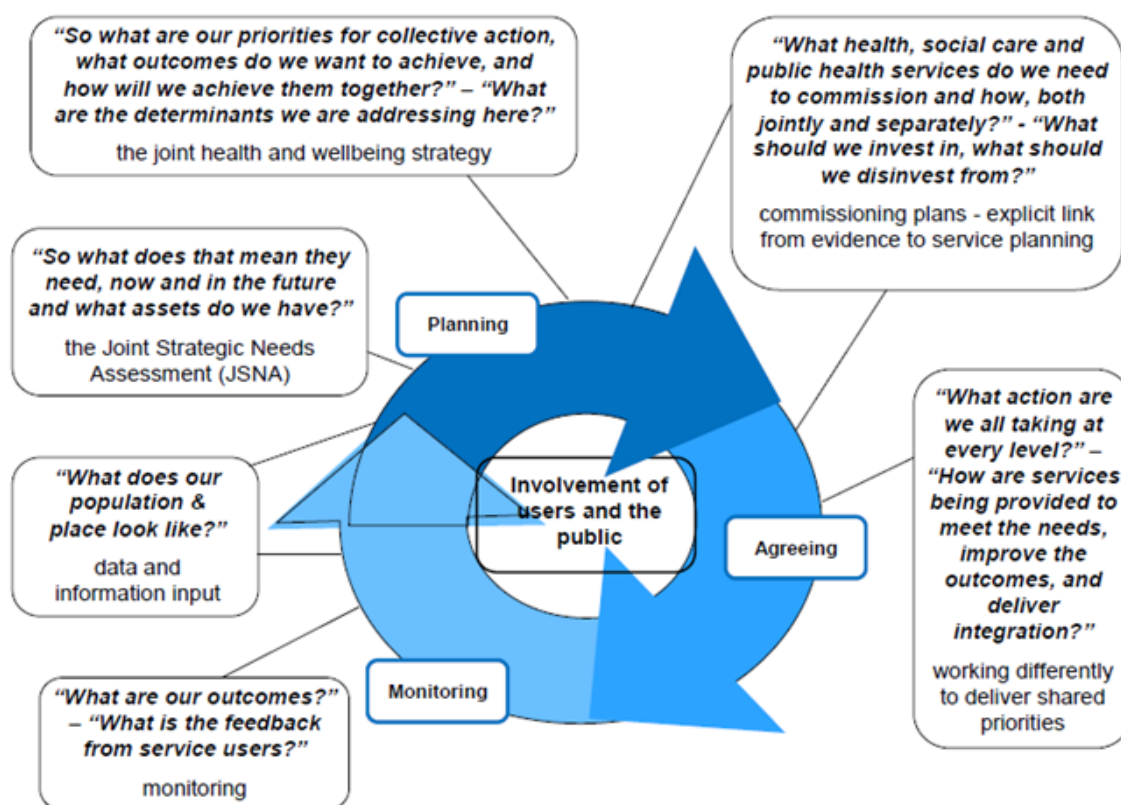 “So what are our priorities for collective action,
what outcomes do we want to achieve, and
how will we achieve them together?” – “What
are the determinants we are addressing here?”
the joint health and wellbeing strategy
“What health, social care and
public health services do we need
to commission and how, both
jointly and separately?” - “What
should we invest in, what should
we disinvest from?”
commissioning plans - explicit link
from evidence to service planning
“So what does that mean they
need, now and in the future
and what assets do we have?”
the Joint Strategic Needs
Assessment (JSNA)
Planning
“What action are
we all taking at
every level?” –
“How are services
being provided to
meet the needs,
improve the
outcomes, and
deliver
integration?”
working differently
to deliver shared
priorities
“What does our
population &
place look like?”
data and
information input
Involvement of
users and the
public
Agreeing
Monitoring
“What are our outcomes?”
– “What is the feedback
from service users?”
monitoring